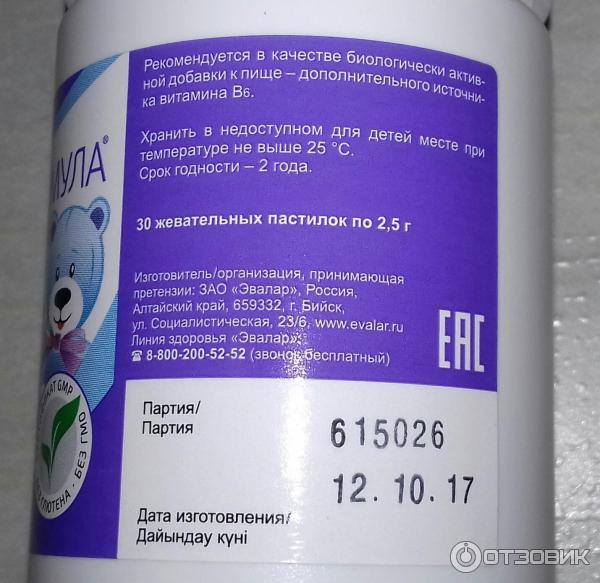 Рекомендуется в качестве биологически актив-
ной добавки к пище – дополнительного источни-
ка витамина В6.
Хранить в недоступном для детей месте при
температуре не выше 25 °С.
Срок годности – 2 года.
30 жевательных пастилок по 2,5 г
Изготовитель/организация, принимающая
претензии: ЗАО «Эвалар», Россия,
Алтайский край, 659332, г. Бийск,
ул. Социалистическая, 23/6, www.evalar.ru
Линия здоровья «Эвалар»:
☎ 8-800-200-52-52 (звонок бесплатный)
EAC
Партия/
Партия
615026
12. 10. 17
Дата изготовления/
Дайындау күні
GMP
БЕЗ ГМО
ОТЗОВИК